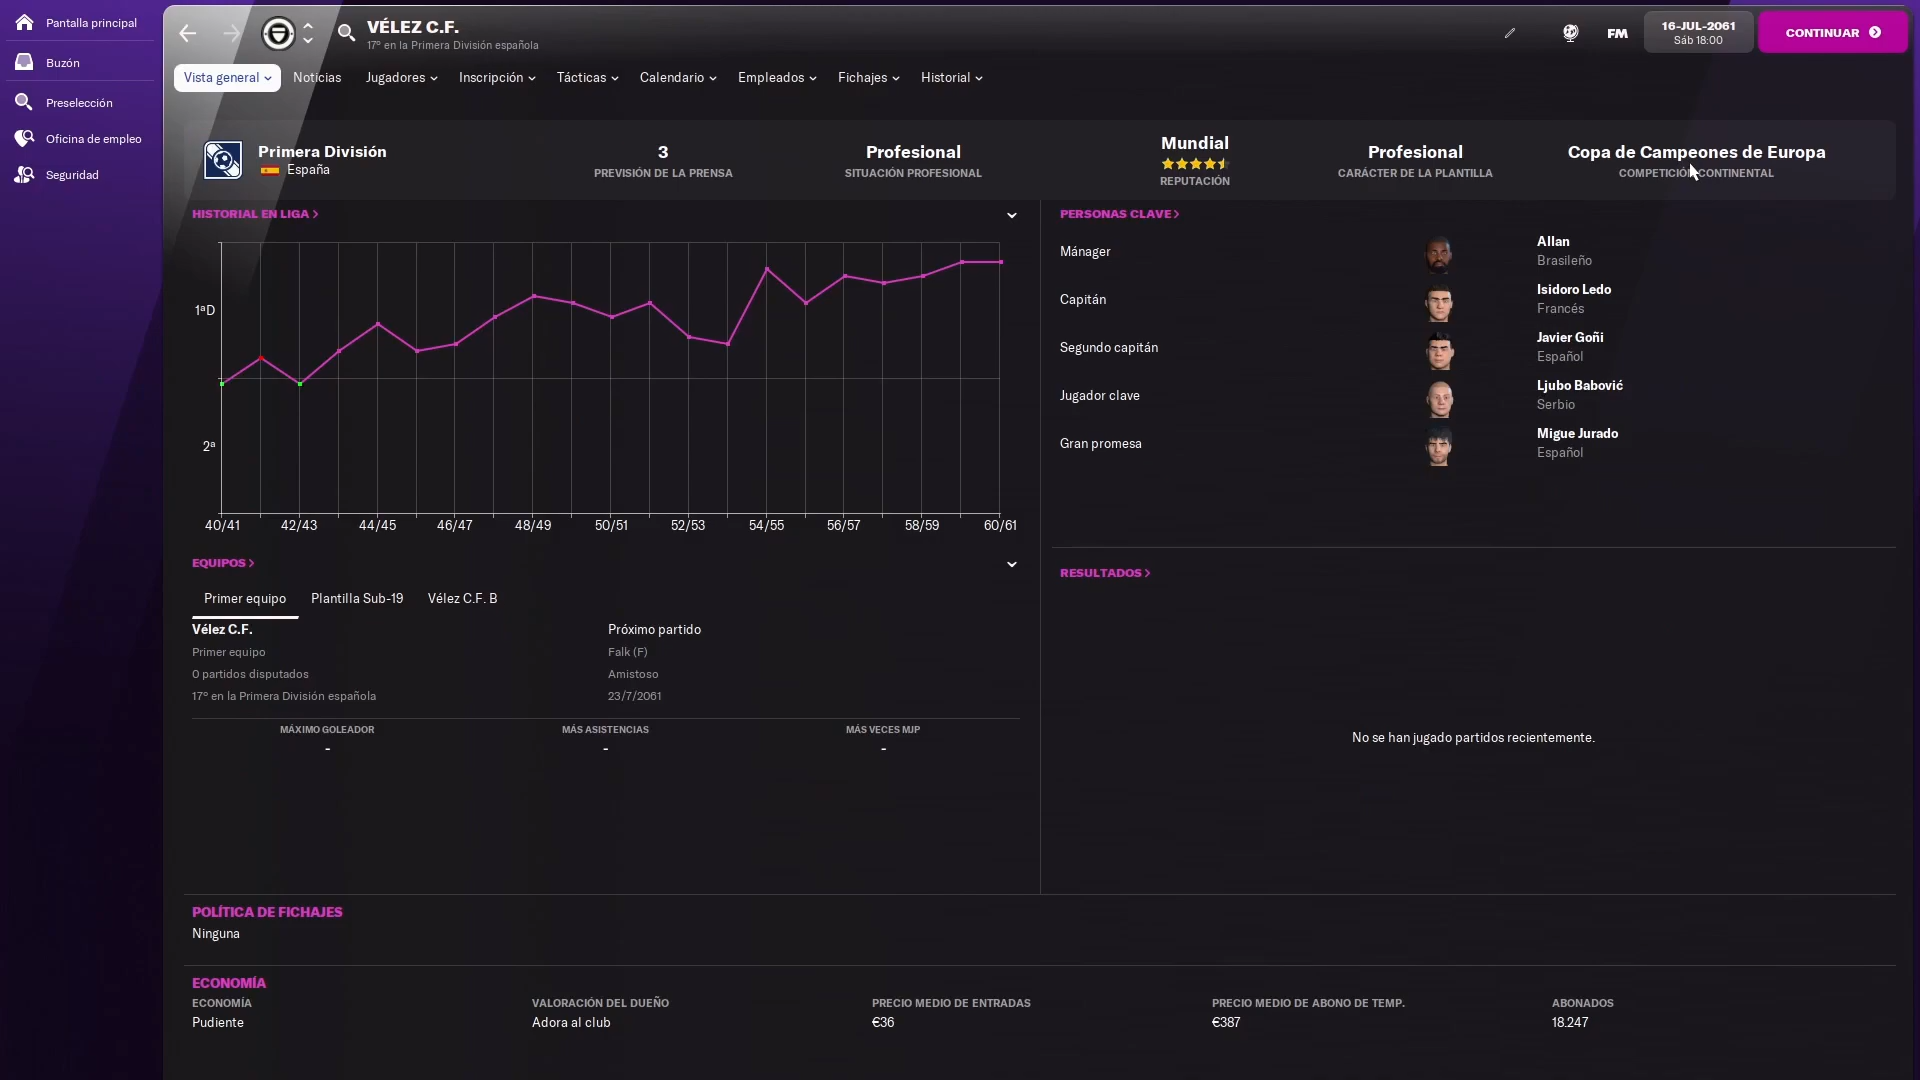 Pantalla principal
Buzón
Preselección
Oficina de empleo
Seguridad
VÉLEZ C.F.
17º en la Primera División española
FM
16-JUL-2061
Sáb 18:00
CONTINUAR
Vista general
Noticias
Jugadores
Inscripción
Tácticas
Calendario
Empleados
Fichajes
Historial
Primera División
España
3
PREVISIÓN DE LA PRENSA
Profesional
SITUACIÓN PROFESIONAL
Mundial
REPUTACIÓN
Profesional
CARÁCTER DE LA PLANTILLA
Copa de Campeones de Europa
COMPETICIÓN CONTINENTAL
HISTORIAL EN LIGA >
1ªD
2ª
40/41 42/43 44/45 46/47 48/49 50/51 52/53 54/55 56/57 58/59 60/61
PERSONAS CLAVE >
Mánager
Allan
Brasileño
Capitán
Isidoro Ledo
Francés
Segundo capitán
Javier Goñi
Español
Jugador clave
Ljubo Babović
Serbio
Gran promesa
Migue Jurado
Español
EQUIPOS >
Primer equipo
Plantilla Sub-19
Vélez C.F. B
Vélez C.F.
Primer equipo
0 partidos disputados
17º en la Primera División española
Próximo partido
Falk (F)
Amistoso
23/7/2061
MÁXIMO GOLEADOR
-
MÁS ASISTENCIAS
-
MÁS VECES MJP
-
RESULTADOS >
No se han jugado partidos recientemente.
POLÍTICA DE FICHAJES
Ninguna
ECONOMÍA
ECONOMÍA
Pudiente
VALORACIÓN DEL DUEÑO
Adora al club
PRECIO MEDIO DE ENTRADAS
€36
PRECIO MEDIO DE ABONO DE TEMP.
€387
ABONADOS
18.247